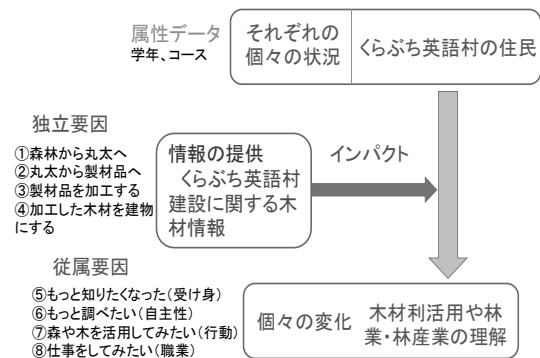 属性データ
学年、コース
それぞれの
個々の状況
くらぶち英語村の住民
独立要因
①森林から丸太へ
②丸太から製材品へ
③製材品を加工する
④加工した木材を建物
にする
情報の提供
くらぶち英語村
建設に関する木
材情報
インパクト
従属要因
⑤もっと知りたくなった(受け身)
⑥もっと調べたい(自主性)
⑦森や木を活用してみたい(行動)
⑧仕事をしてみたい(職業)
個々の変化
木材利活用や林
業・林産業の理解